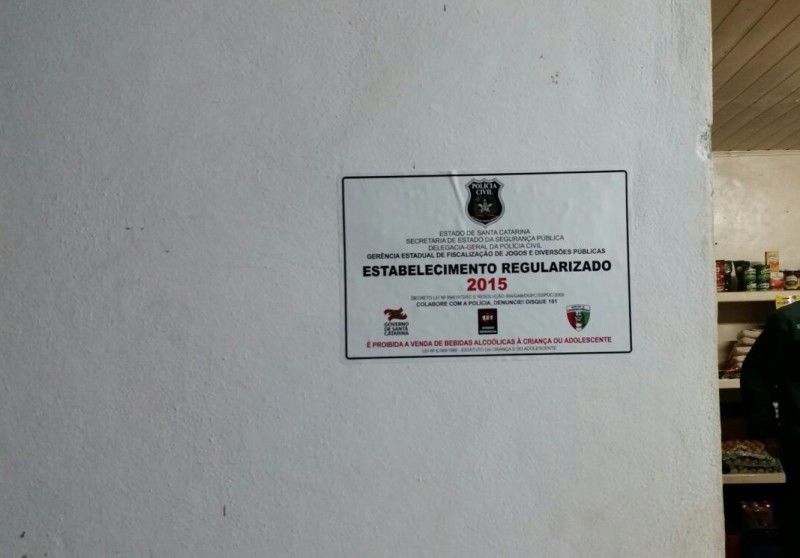 POLÍCIA
CIVIL
ESTADO DE SANTA CATARINA
SECRETARIA DE ESTADO DA SEGURANÇA PÚBLICA
DELEGACIA-GERAL DA POLÍCIA CIVIL
GERÊNCIA ESTADUAL DE FISCALIZAÇÃO DE JOGOS E DIVERSÕES PÚBLICAS
ESTABELECIMENTO REGULARIZADO
2015
COLABORE COM A POLÍCIA, DENUNCIE! DISQUE 181
GOVERNO
DE SANTA
CATARINA
181
É PROIBIDA A VENDA DE BEBIDAS ALCOÓLICAS À CRIANÇA OU ADOLESCENTE
ESTATUTO DA CRIANÇA E DO ADOLESCENTE